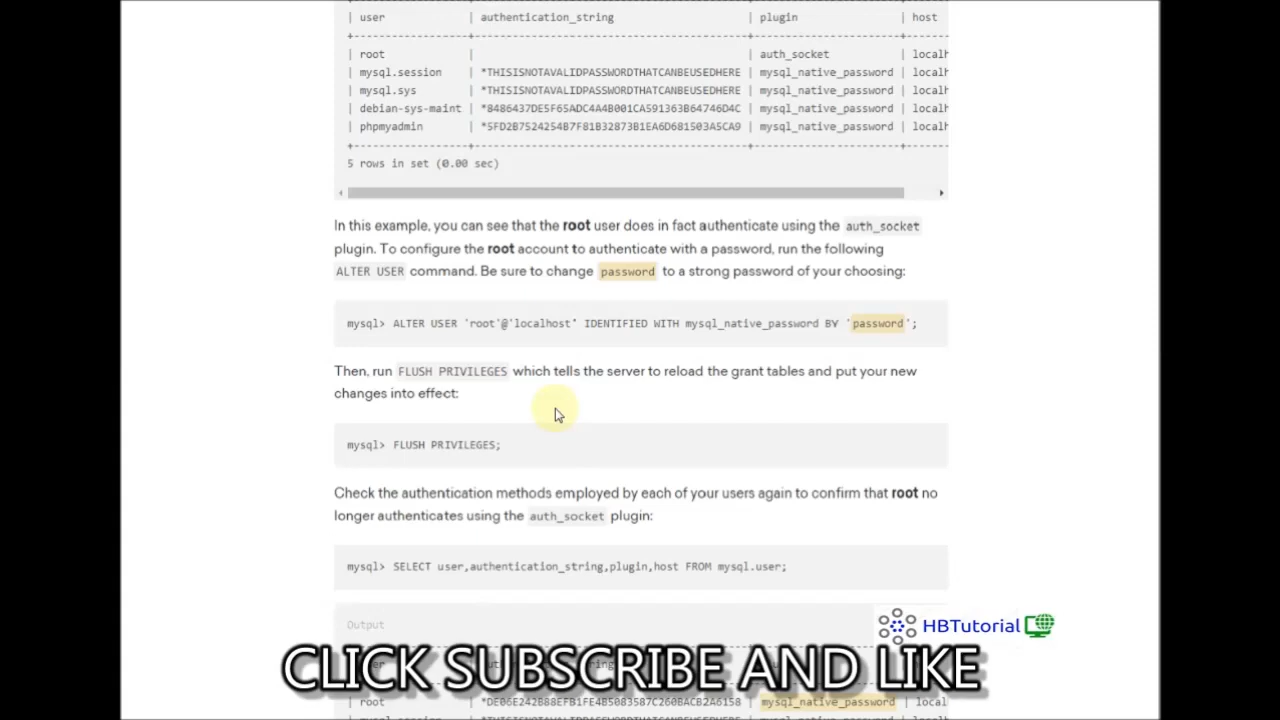 | user | authentication_string | plugin | host
| root | | auth_socket | localh
| mysql.session | *THISISNOTAVALIDPASSWORDTHATCANBEUSEDHERE | mysql_native_password | localh
| mysql.sys | *THISISNOTAVALIDPASSWORDTHATCANBEUSEDHERE | mysql_native_password | localh
| debian-sys-maint | *8486437DE5F65ADC4A4B001CA591363B64746D4C | mysql_native_password | localh
| phpmyadmin | *5FD2B7524254B7F81B32873B1EA6D681503A5CA9 | mysql_native_password | localh
5 rows in set (0.00 sec)
In this example, you can see that the root user does in fact authenticate using the auth_socket
plugin. To configure the root account to authenticate with a password, run the following
ALTER USER command. Be sure to change password to a strong password of your choosing:
mysql> ALTER USER 'root'@'localhost' IDENTIFIED WITH mysql_native_password BY 'password';
Then, run FLUSH PRIVILEGES which tells the server to reload the grant tables and put your new
changes into effect:
mysql> FLUSH PRIVILEGES;
Check the authentication methods employed by each of your users again to confirm that root no
longer authenticates using the auth_socket plugin:
mysql> SELECT user,authentication_string,plugin,host FROM mysql.user;
Output
HBTutorial
CLICK SUBSCRIBE AND LIKE
| root | *DE06E242B88EFB1FE4B5083587C260BACB2A6158 | mysql_native_password | local